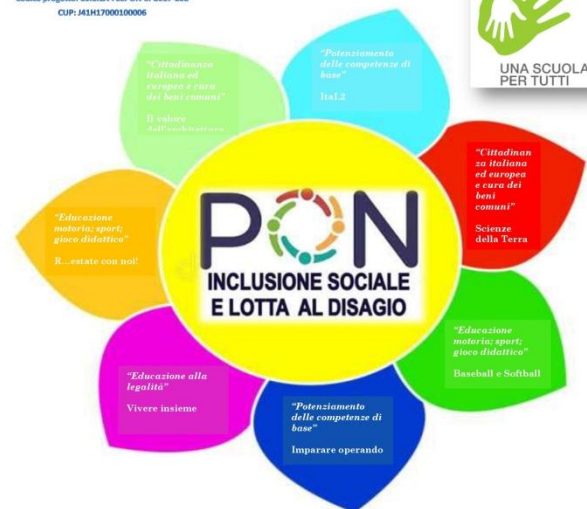 CUP: J41H17000100006
UNA SCUOLA
PER TUTTI
"Cittadinanza
italiana ed
europea e cura
dei beni comuni"
Il valore
dell'architettura
"Potenziamento
delle competenze di
base"
ItaL2
"Cittadinan
za italiana
ed europea
e cura dei
beni
comuni"
Scienze
della Terra
"Educazione
motoria; sport;
gioco didattico"
R...estate con noi!
PON
INCLUSIONE SOCIALE
E LOTTA AL DISAGIO
"Educazione
motoria; sport;
gioco didattico"
Baseball e Softball
"Educazione alla
legalità"
Vivere insieme
"Potenziamento
delle competenze di
base"
Imparare operando